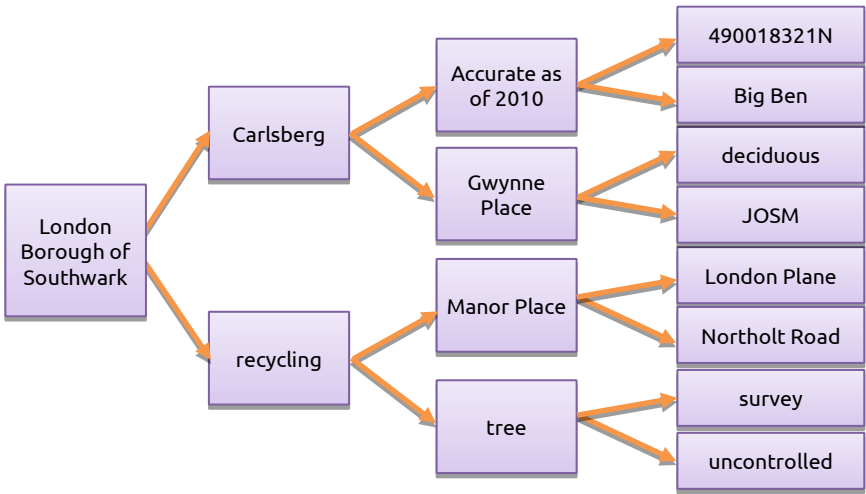 London
Borough of
Southwark
Carlsberg
recycling
Accurate as
of 2010
Gwynne
Place
Manor Place
tree
490018321N
Big Ben
deciduous
JOSM
London Plane
Northolt Road
survey
uncontrolled